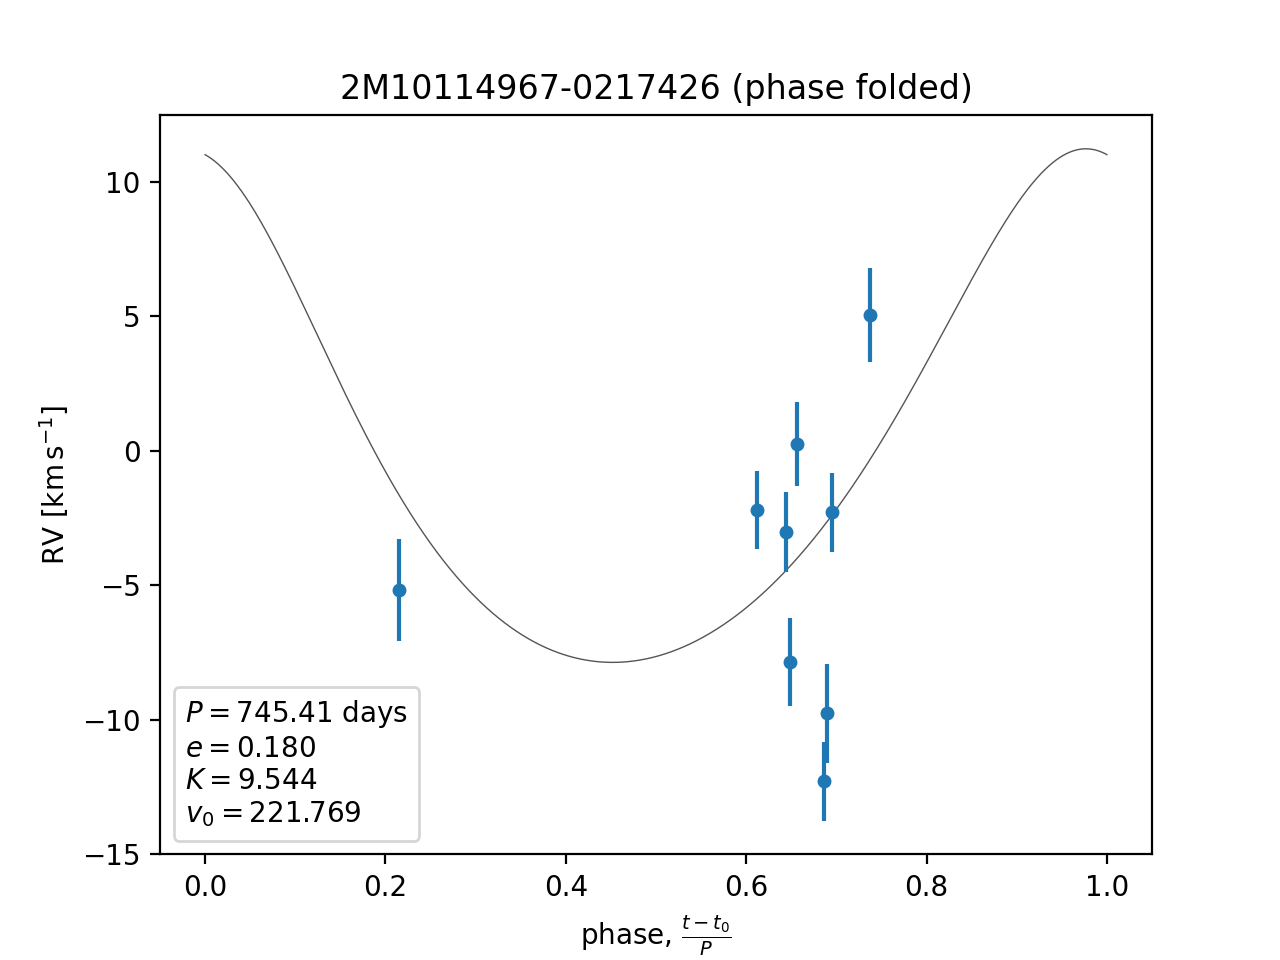 2M10114967-0217426 (phase folded)
10
5
0
−5
−10
−15
RV [km s⁻¹]
P = 745.41 days
e = 0.180
K = 9.544
v₀ = 221.769
0.0 0.2 0.4 0.6 0.8 1.0
phase, (t − t₀)/P